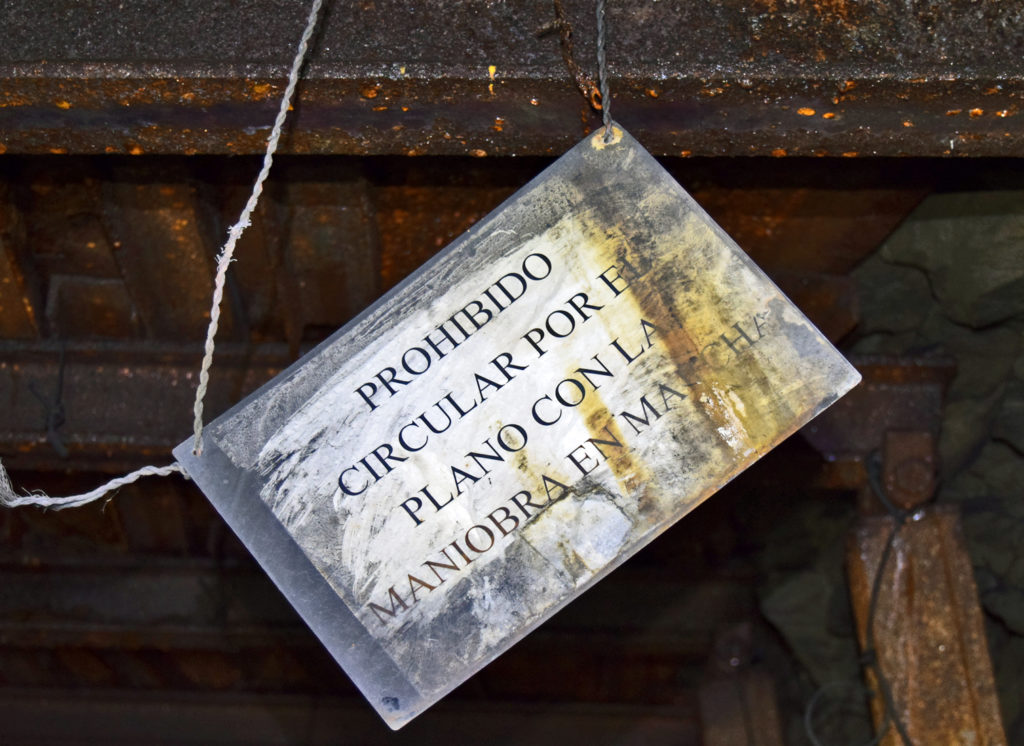 PROHIBIDO
CIRCULAR POR EL
PLANO CON LA
MANIOBRA EN MARCHA